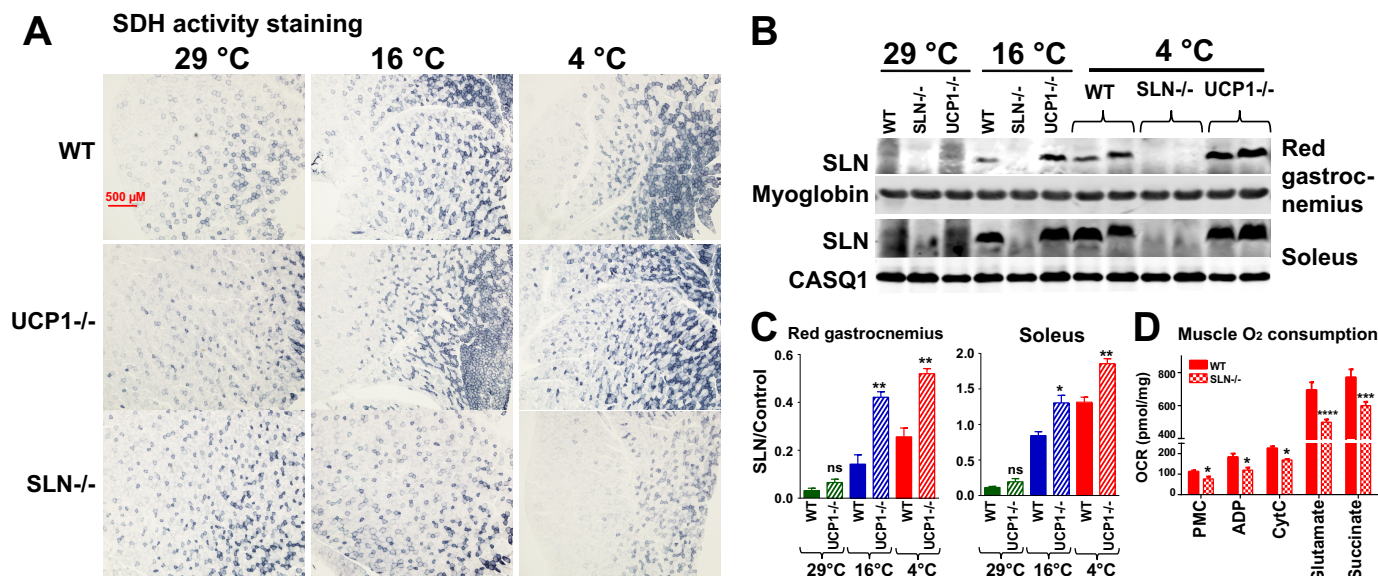 A
SDH activity staining
29 °C 16 °C 4 °C
WT
500 µM
UCP1-/-
SLN-/-
B
29 °C 16 °C 4 °C
WT SLN-/- UCP1-/- WT SLN-/- UCP1-/- WT SLN-/- UCP1-/-
SLN
Myoglobin
Red
gastroc-
nemius
SLN
CASQ1
Soleus
C
Red gastrocnemius
SLN/Control
0.6
0.4
0.2
0.0
ns ** **
WT UCP1-/- WT UCP1-/- WT UCP1-/-
29°C 16°C 4°C
Soleus
2.0
1.5
1.0
0.5
0.0
ns * **
WT UCP1-/- WT UCP1-/- WT UCP1-/-
29°C 16°C 4°C
D
Muscle O₂ consumption
WT
SLN-/-
OCR (pmol/mg)
800
600
400
200
100
0
* * * **** ***
PMC ADP CytC Glutamate Succinate